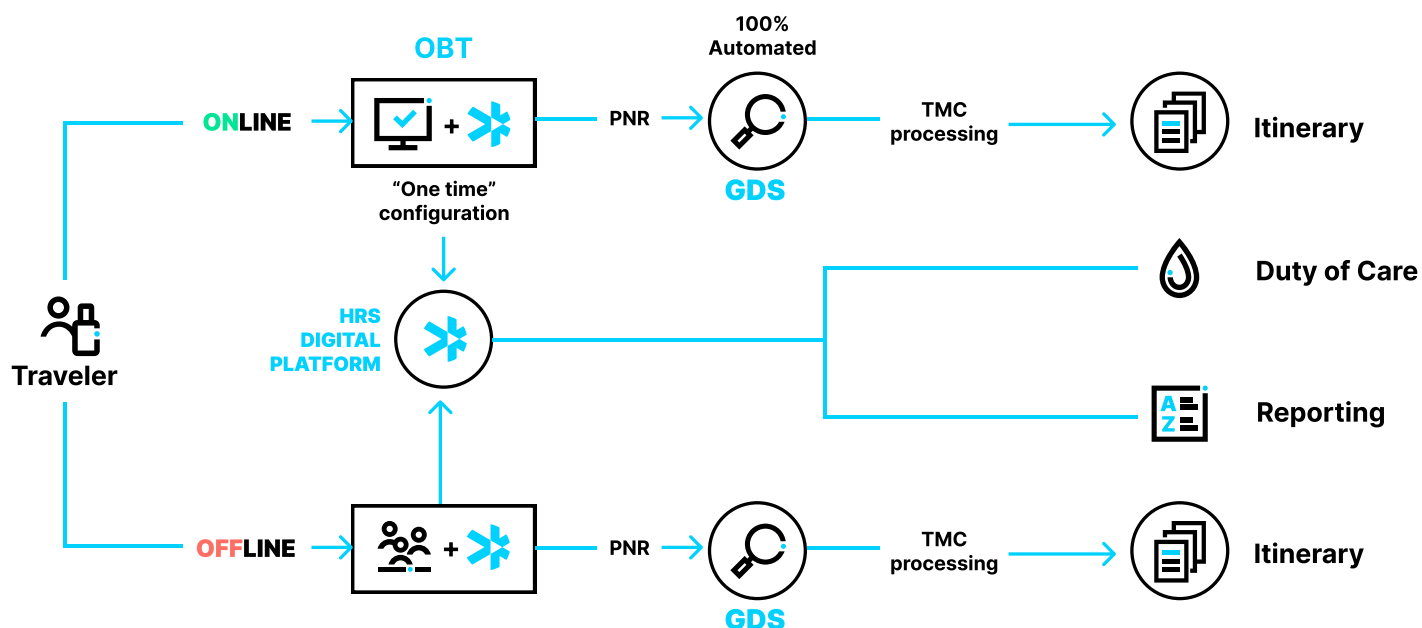 OBT
100%
Automated
ONLINE
PNR
TMC
processing
Itinerary
GDS
“One time”
configuration
Duty of Care
HRS
DIGITAL
PLATFORM
Traveler
A
Z
Reporting
OFFLINE
PNR
TMC
processing
Itinerary
GDS